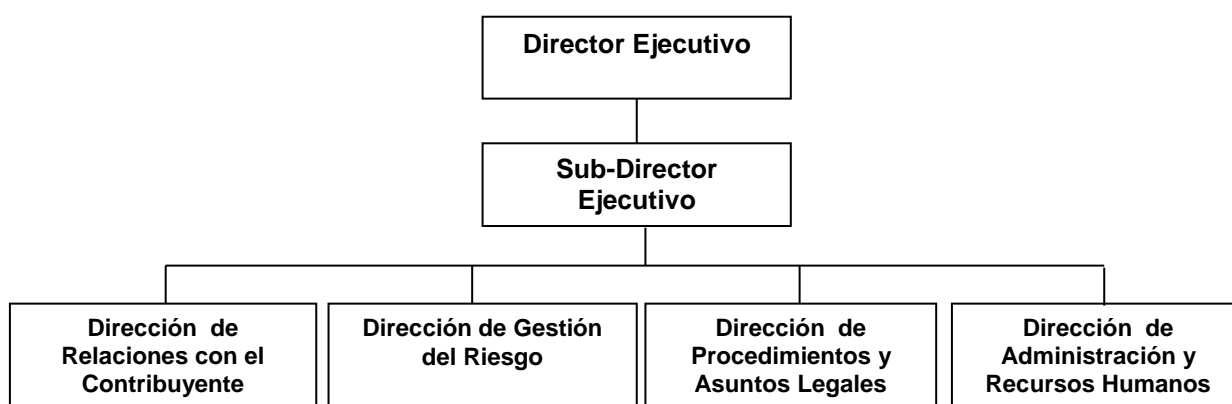 Director Ejecutivo
Sub-Director
Ejecutivo
Dirección de
Relaciones con el
Contribuyente
Dirección de Gestión
del Riesgo
Dirección de
Procedimientos y
Asuntos Legales
Dirección de
Administración y
Recursos Humanos